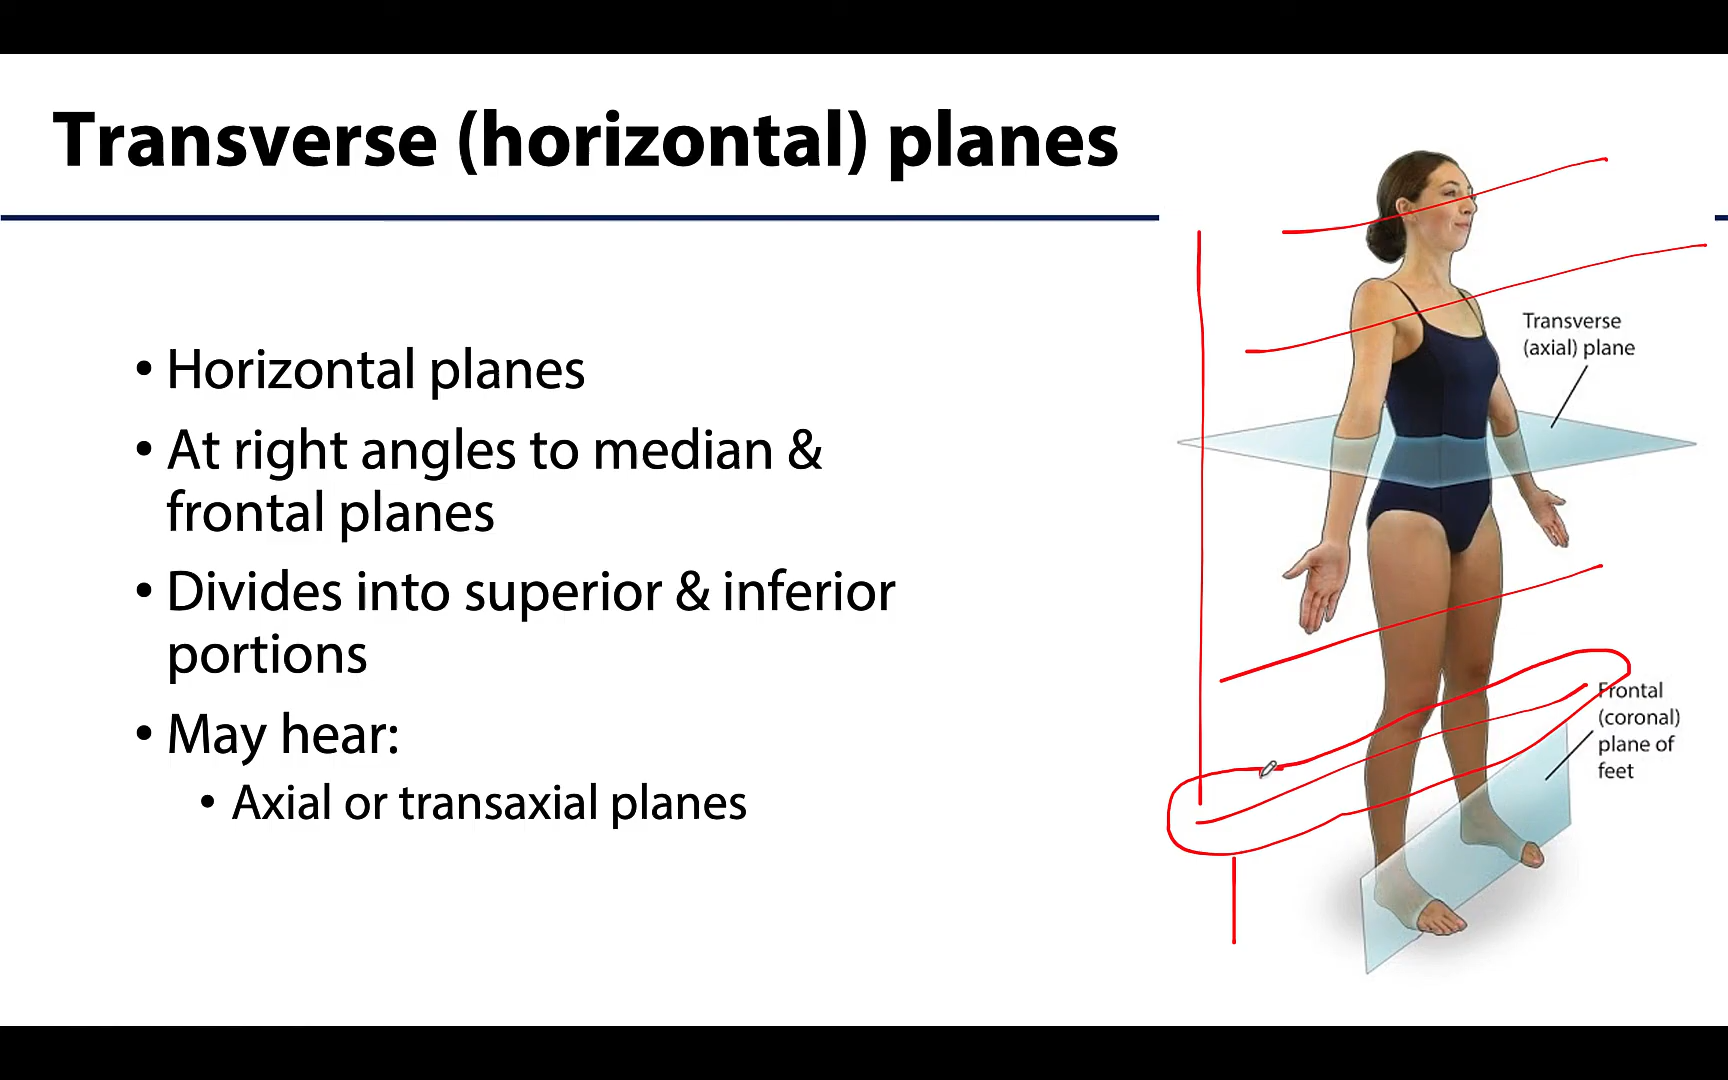 Transverse (horizontal) planes
• Horizontal planes
• At right angles to median &
frontal planes
• Divides into superior & inferior
portions
• May hear:
• Axial or transaxial planes
Transverse
(axial) plane
Frontal
(coronal)
plane of
feet